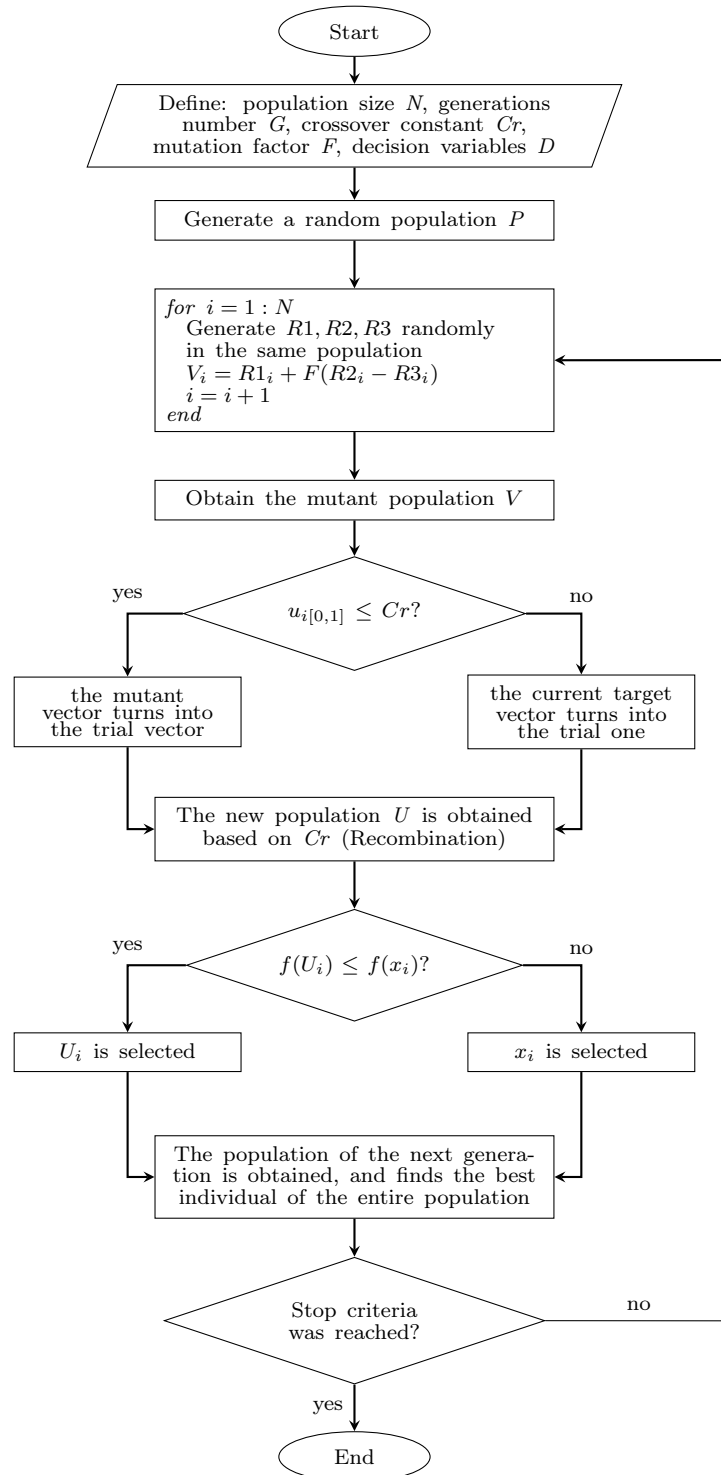 Start
Define: population size N, generations
number G, crossover constant Cr,
mutation factor F, decision variables D
Generate a random population P
for i = 1 : N
Generate R1, R2, R3 randomly
in the same population
V_i = R1_i + F(R2_i − R3_i)
i = i + 1
end
Obtain the mutant population V
yes
u_{i[0,1]} ≤ Cr?
no
the mutant
vector turns into
the trial vector
the current target
vector turns into
the trial one
The new population U is obtained
based on Cr (Recombination)
yes
f(U_i) ≤ f(x_i)?
no
U_i is selected
x_i is selected
The population of the next genera-
tion is obtained, and finds the best
individual of the entire population
Stop criteria
was reached?
no
yes
End